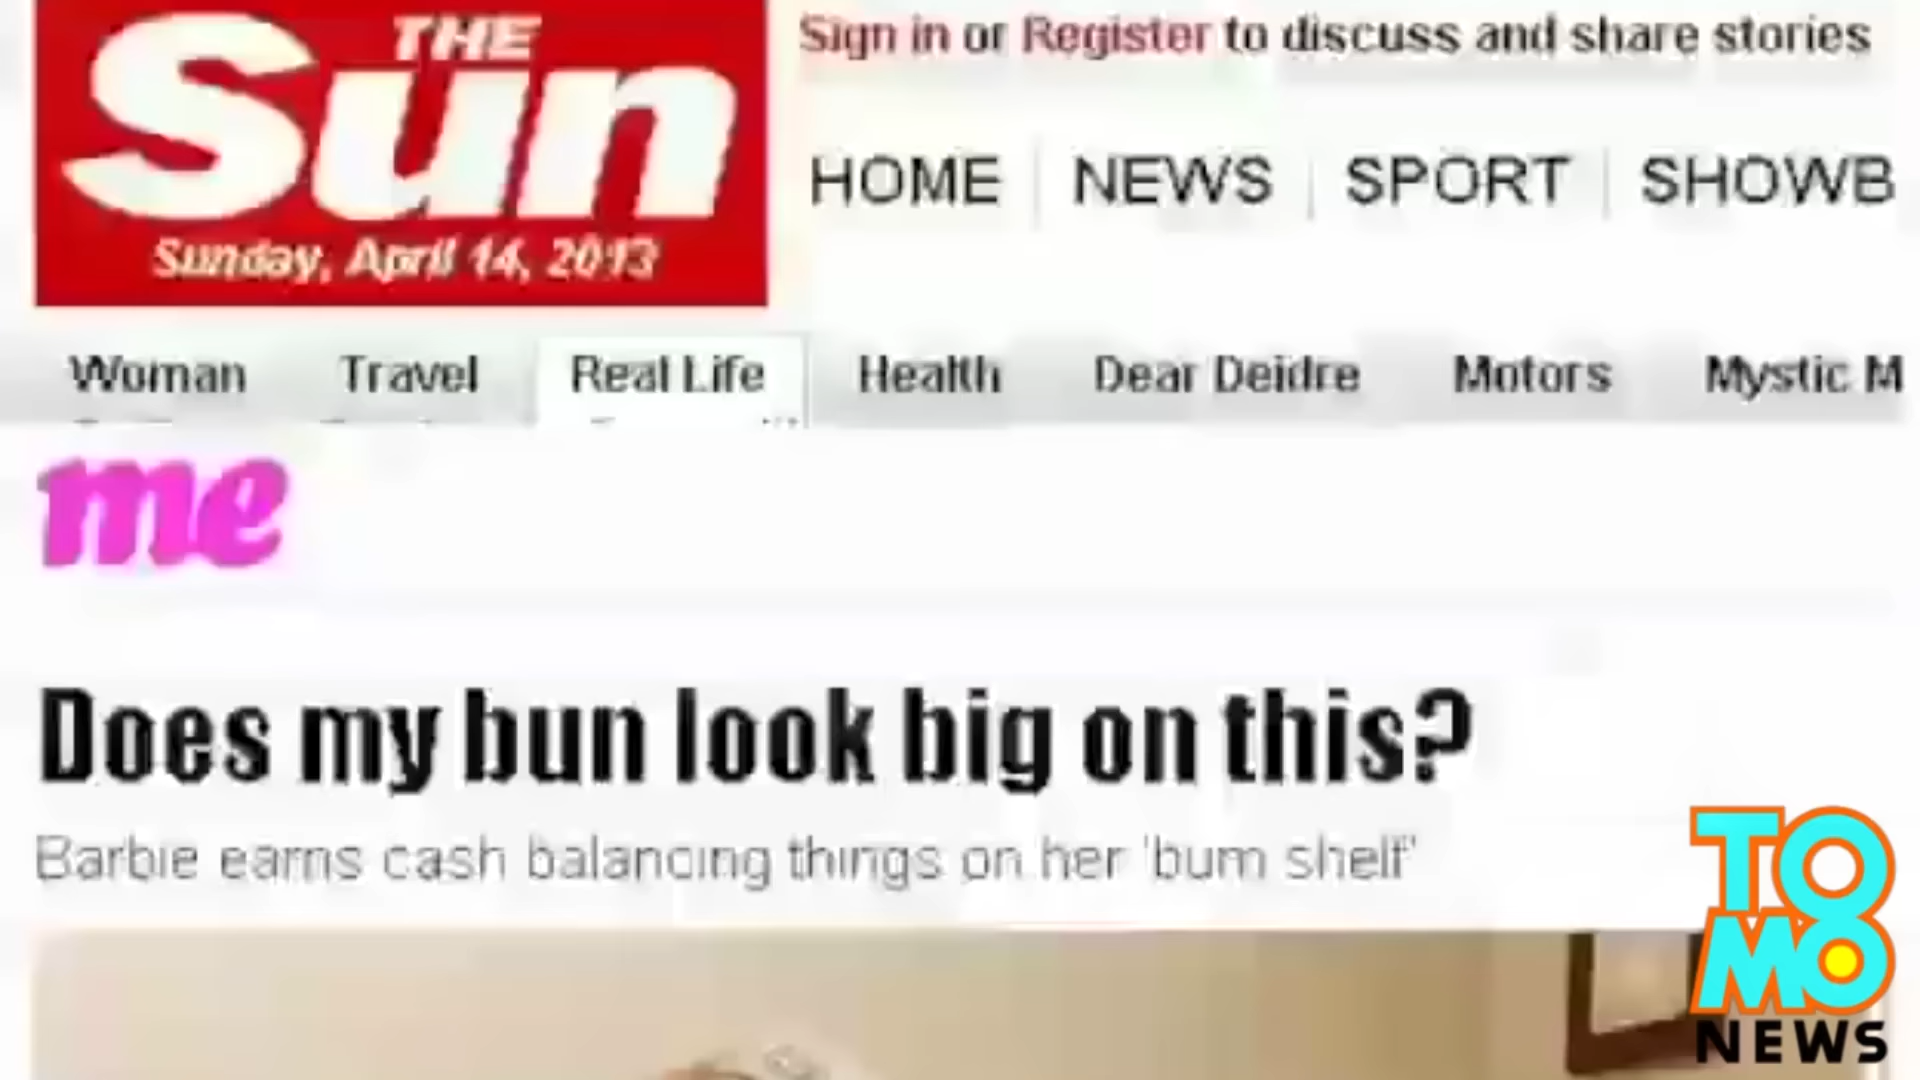 THE
Sun
Sunday, April 14, 2013
Sign in or Register to discuss and share stories
HOME NEWS SPORT SHOWB
Woman Travel Real Life Health Dear Deidre Motors Mystic M
me
Does my bun look big on this?
Barbie earns cash balancing things on her 'bum shelf'
TO
MO
NEWS